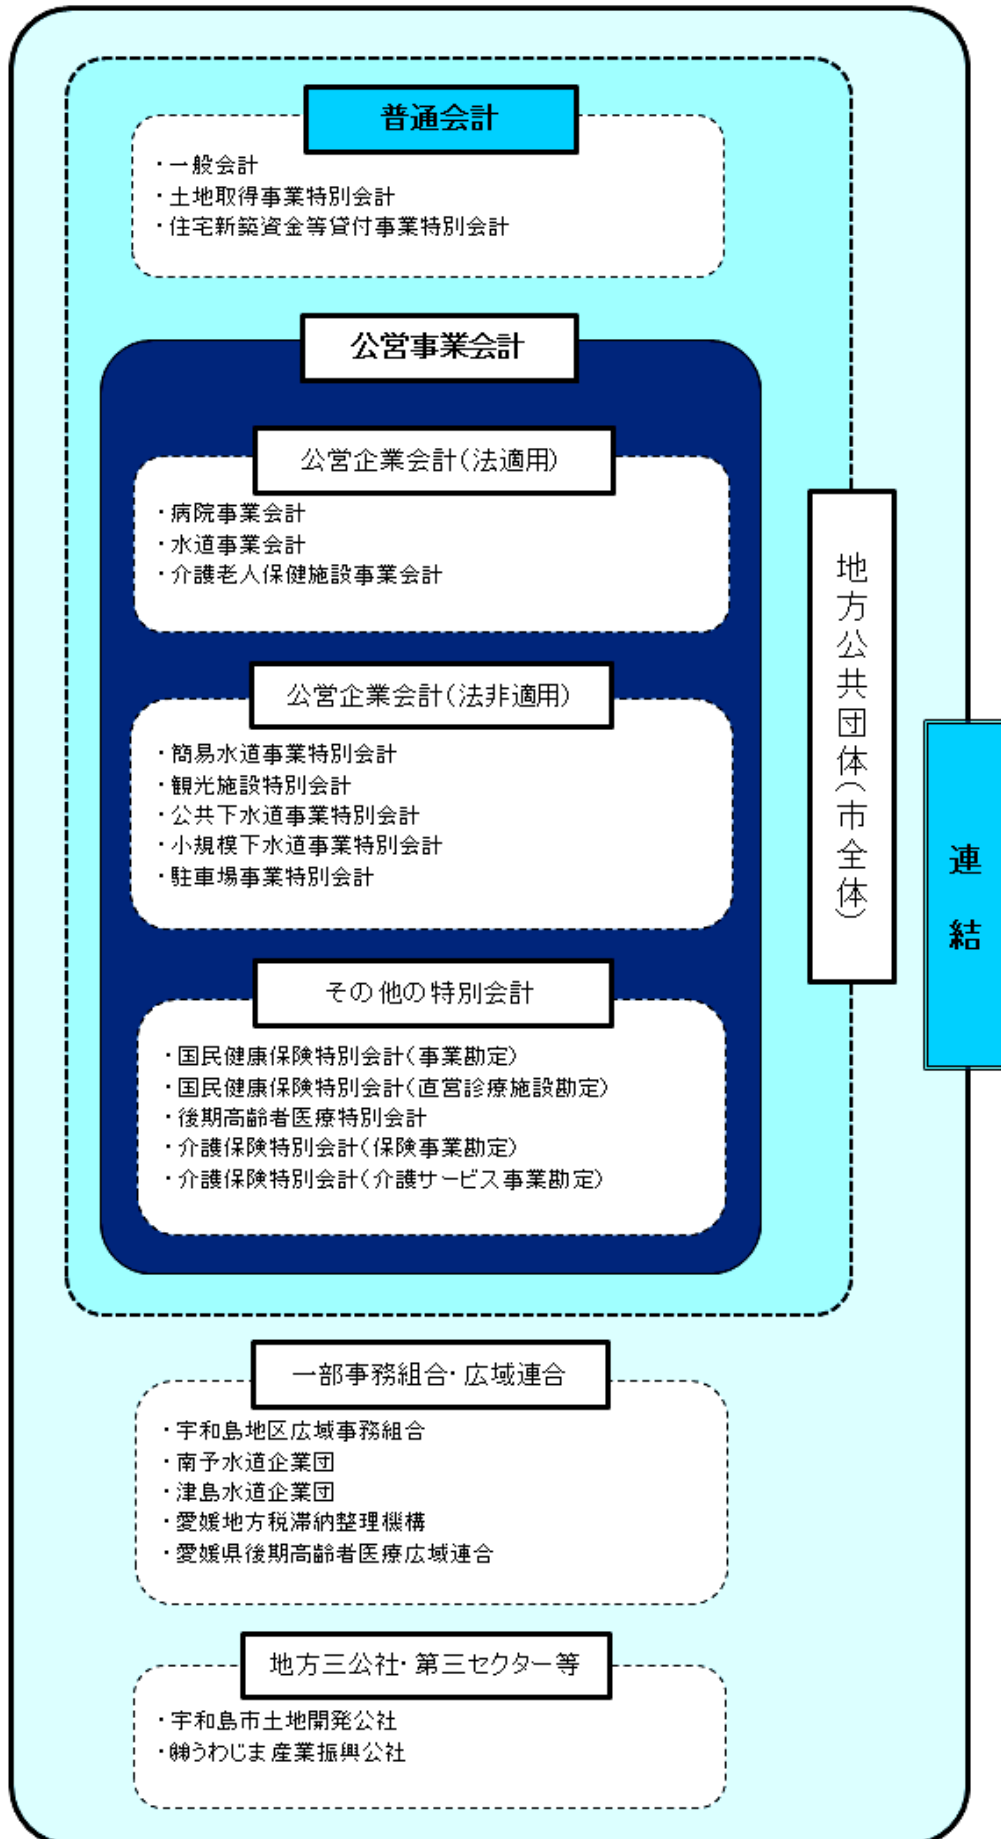 普通会計
・一般会計
・土地取得事業特別会計
・住宅新築資金等貸付事業特別会計
公営事業会計
公営企業会計(法適用)
・病院事業会計
・水道事業会計
・介護老人保健施設事業会計
公営企業会計(法非適用)
・簡易水道事業特別会計
・観光施設特別会計
・公共下水道事業特別会計
・小規模下水道事業特別会計
・駐車場事業特別会計
その他の特別会計
・国民健康保険特別会計(事業勘定)
・国民健康保険特別会計(直営診療施設勘定)
・後期高齢者医療特別会計
・介護保険特別会計(保険事業勘定)
・介護保険特別会計(介護サービス事業勘定)
地方公共団体(市全体)
連結
一部事務組合・広域連合
・宇和島地区広域事務組合
・南予水道企業団
・津島水道企業団
・愛媛地方税滞納整理機構
・愛媛県後期高齢者医療広域連合
地方三公社・第三セクター等
・宇和島市土地開発公社
・㈱うわじま産業振興公社